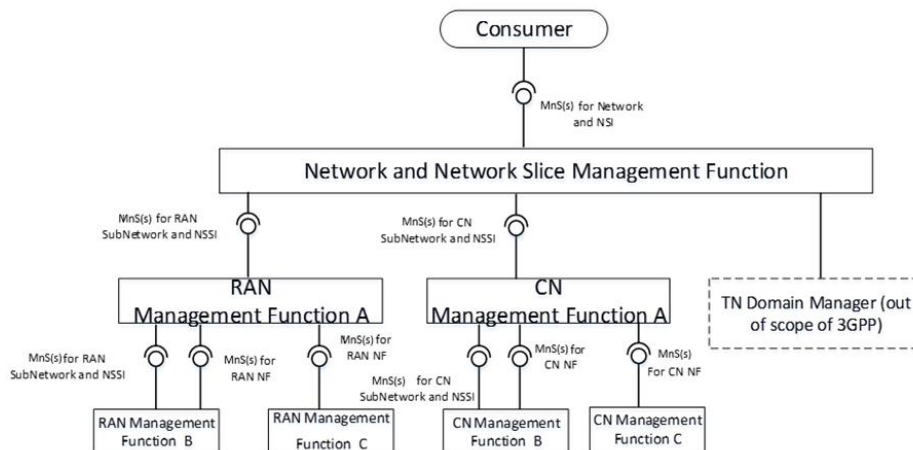 Consumer
MnS(s) for Network
and NSI
Network and Network Slice Management Function
MnS(s) for RAN
SubNetwork and NSSI
MnS(s) for CN
SubNetwork and NSSI
RAN
Management Function A
CN
Management Function A
TN Domain Manager (out
of scope of 3GPP)
MnS(s) for RAN
SubNetwork and NSSI
MnS(s) for
RAN NF
MnS(s) for
RAN NF
MnS(s) for CN
SubNetwork and NSSI
MnS(s) for
CN NF
MnS(s)
For CN NF
RAN Management
Function B
RAN Management
Function C
CN Management
Function B
CN Management
Function C